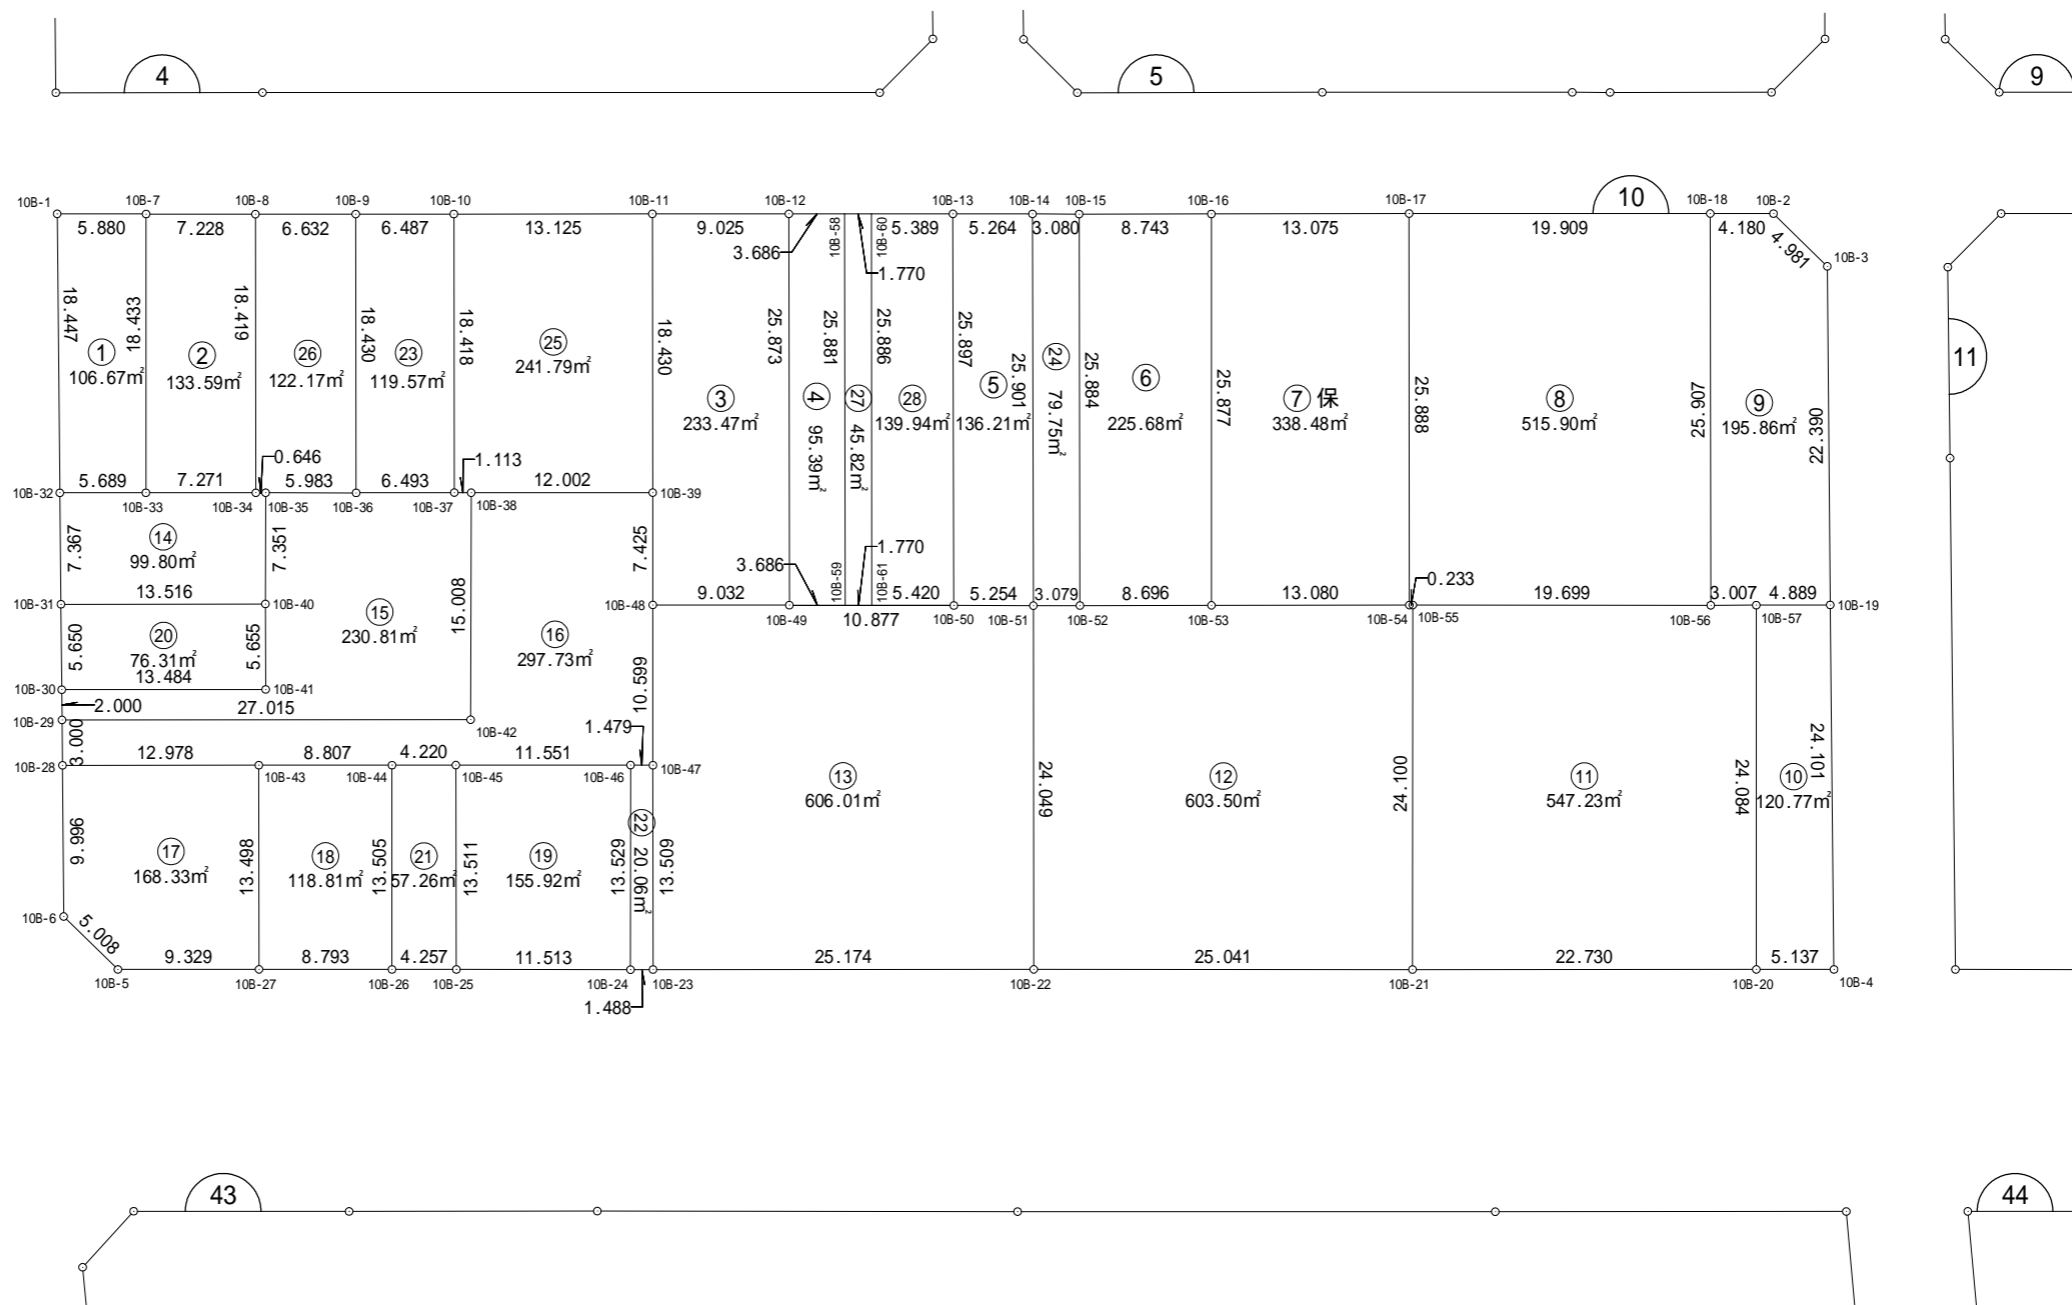 4
5
9
10
10B-1
10B-7
10B-8
10B-9
10B-10
10B-11
10B-12
10B-13
10B-14
10B-15
10B-16
10B-17
10B-18
10B-2
5.880
7.228
6.632
6.487
13.125
9.025
3.686
10B-58
1.770
10B-60
5.389
5.264
3.080
8.743
13.075
19.909
4.180
4.981
10B-3
18.447
18.433
18.419
18.430
18.418
18.430
25.873
25.881
25.886
25.897
25.901
25.884
25.877
25.888
25.907
22.390
11
①
106.67㎡
②
133.59㎡
㉖
122.17㎡
㉓
119.57㎡
㉕
241.79㎡
③
233.47㎡
④ 95.39㎡
㉗ 45.82㎡
㉘
139.94㎡
⑤
136.21㎡
㉔ 79.75㎡
⑥
225.68㎡
⑦保
338.48㎡
⑧
515.90㎡
⑨
195.86㎡
0.646
1.113
5.689
7.271
5.983
6.493
12.002
10B-32
10B-33
10B-34
10B-35
10B-36
10B-37
10B-38
10B-39
7.367
⑭
99.80㎡
7.351
15.008
7.425
13.516
10B-31
10B-40
⑮
230.81㎡
⑯
297.73㎡
3.686
10B-59
1.770
10B-61
0.233
10B-48
9.032
5.420
5.254
3.079
8.696
13.080
19.699
3.007
4.889
10B-19
10B-49
10.877
10B-50
10B-51
10B-52
10B-53
10B-54
10B-55
10B-56
10B-57
5.650
⑳
76.31㎡
5.655
13.484
10B-30
10B-41
2.000
27.015
10B-29
10B-42
10.599
1.479
3.000
12.978
8.807
4.220
11.551
10B-28
10B-43
10B-44
10B-45
10B-46
10B-47
⑬
606.01㎡
24.049
⑫
603.50㎡
24.100
⑪
547.23㎡
24.084
⑩
120.77㎡
24.101
9.996
⑰
168.33㎡
13.498
⑱
118.81㎡
13.505
㉑
57.26㎡
13.511
⑲
155.92㎡
13.529
㉒ 20.06㎡
13.509
10B-6
5.008
9.329
8.793
4.257
11.513
25.174
25.041
22.730
5.137
10B-5
10B-27
10B-26
10B-25
10B-24
10B-23
10B-22
10B-21
10B-20
10B-4
1.488
43
44